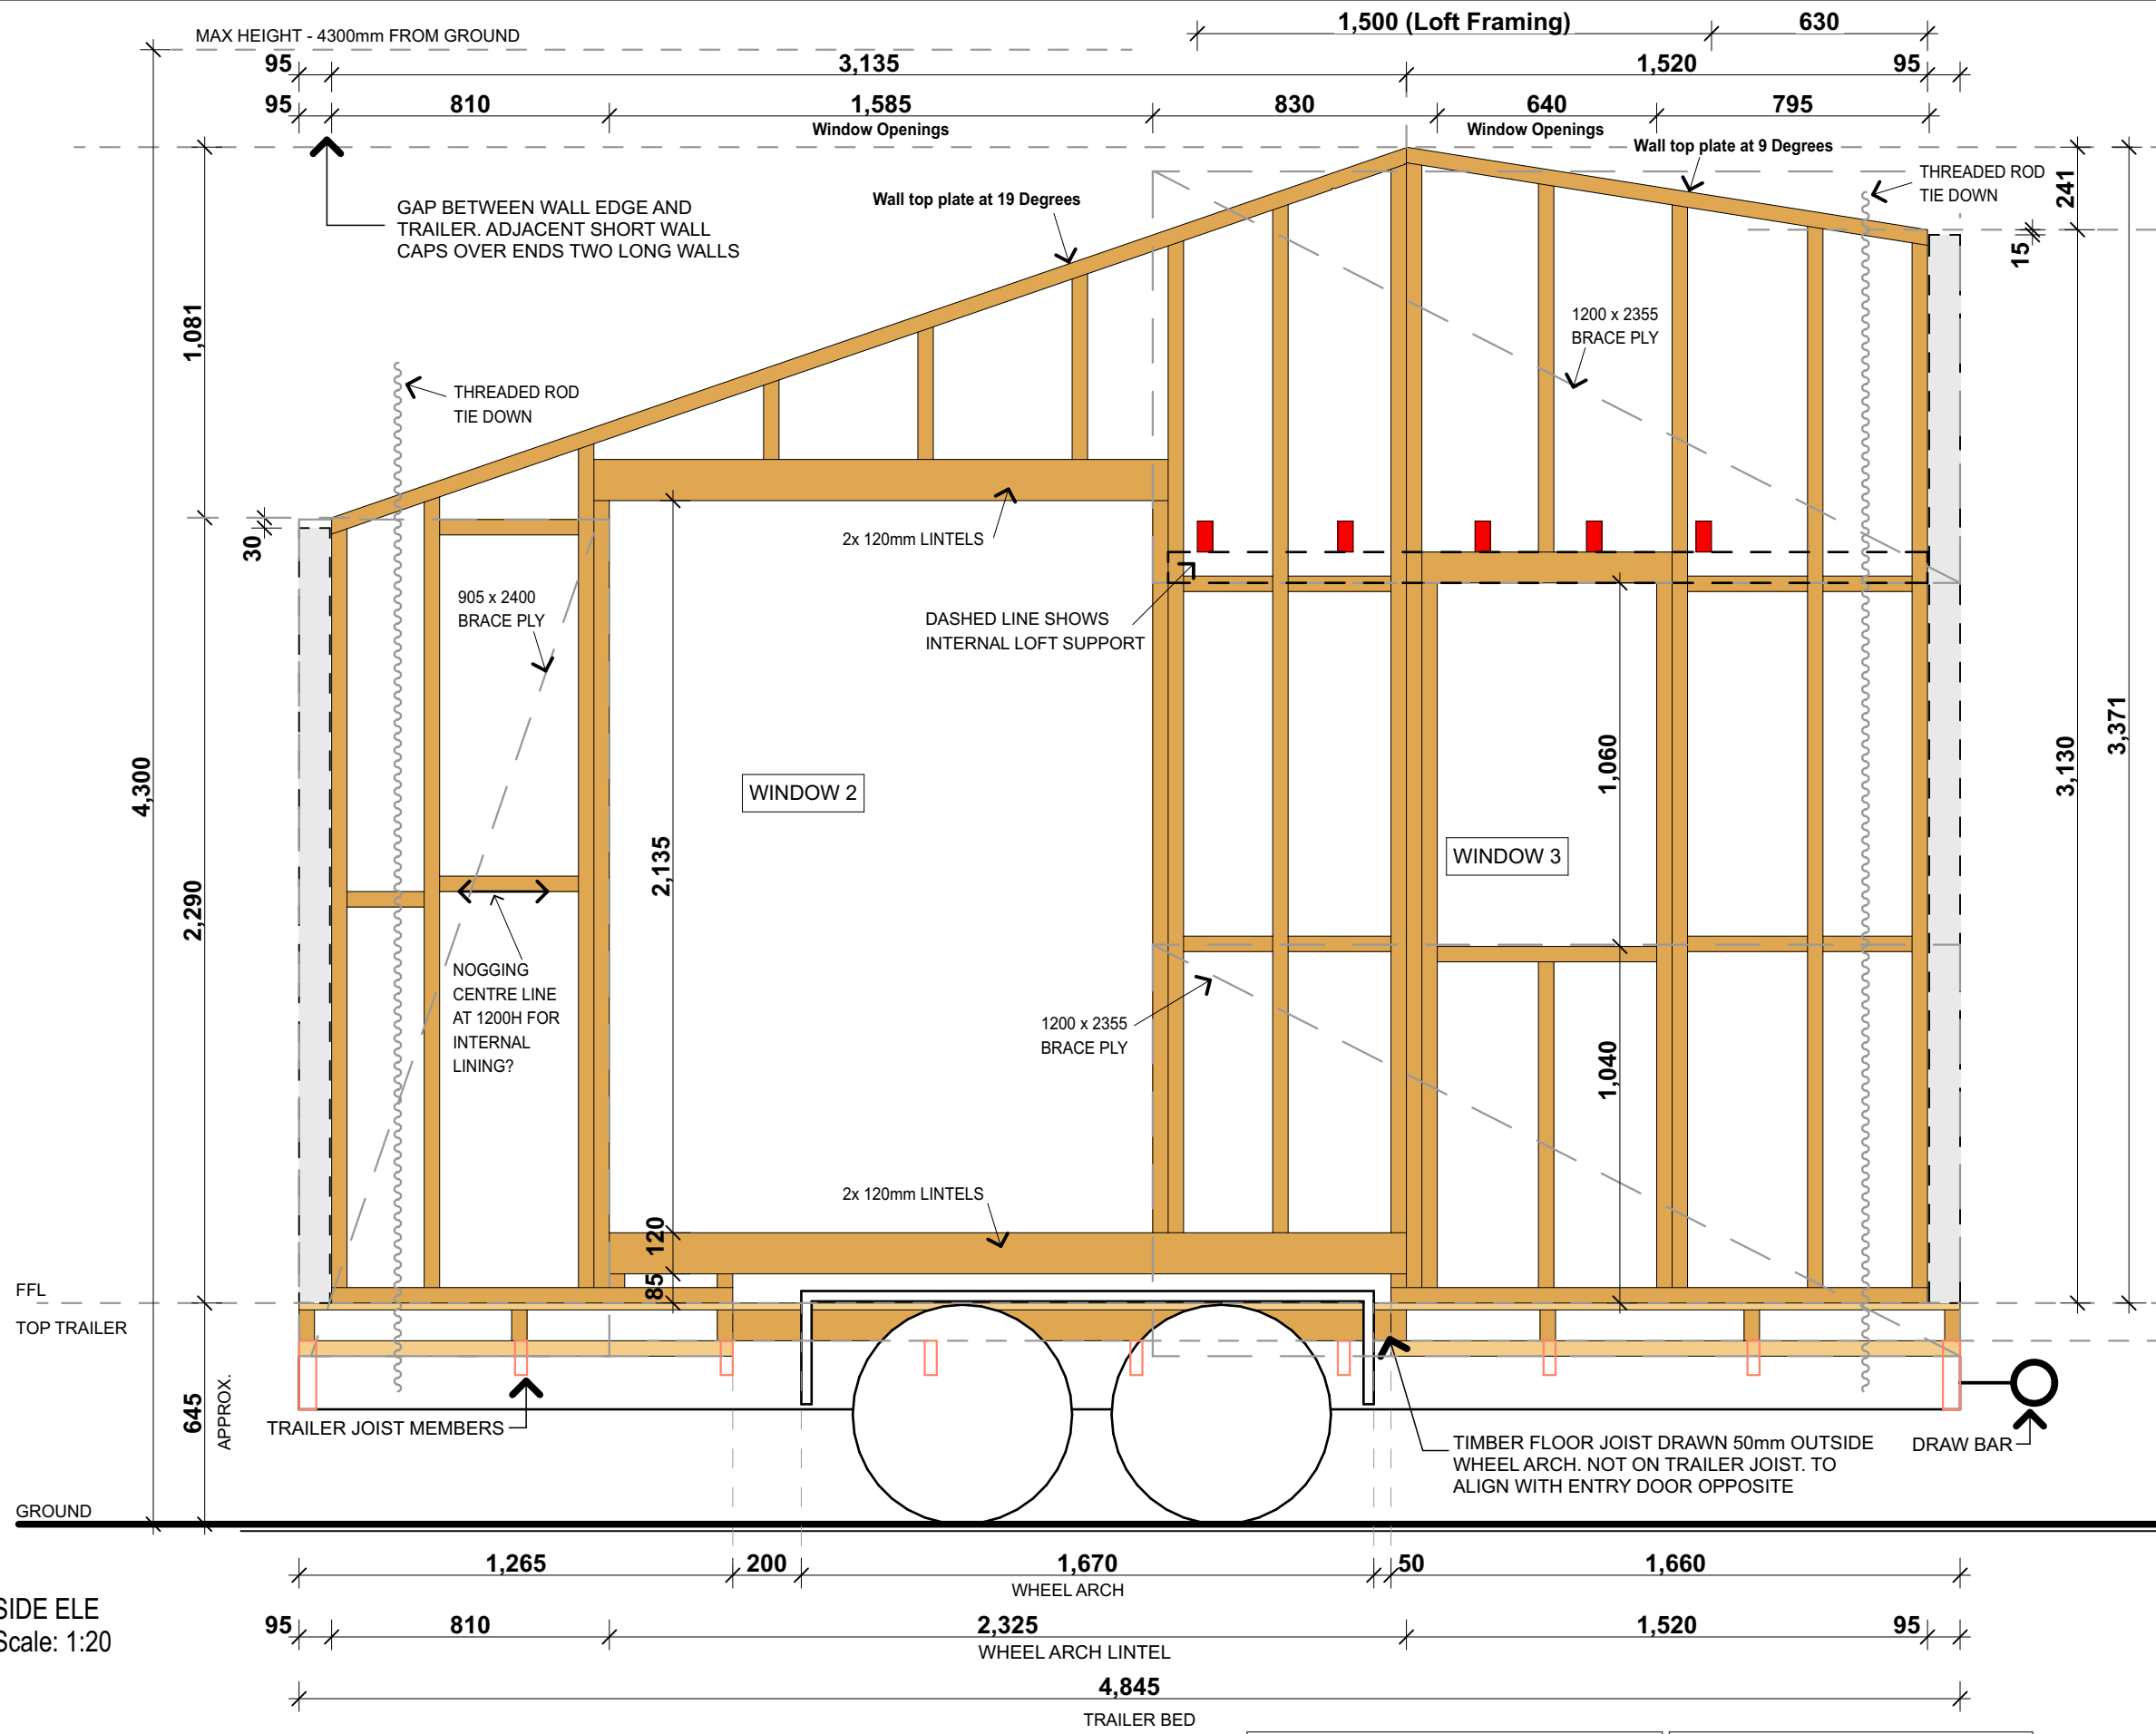 1,500 (Loft Framing)
630
MAX HEIGHT - 4300mm FROM GROUND
95
3,135
1,520
95
95
810
1,585
830
640
795
Window Openings
Window Openings
Wall top plate at 9 Degrees
THREADED ROD
TIE DOWN
241
15
GAP BETWEEN WALL EDGE AND
TRAILER. ADJACENT SHORT WALL
CAPS OVER ENDS TWO LONG WALLS
Wall top plate at 19 Degrees
1,081
1200 x 2355
BRACE PLY
THREADED ROD
TIE DOWN
30
2x 120mm LINTELS
905 x 2400
BRACE PLY
DASHED LINE SHOWS
INTERNAL LOFT SUPPORT
4,300
WINDOW 2
2,135
1,060
WINDOW 3
3,130
3,371
2,290
NOGGING
CENTRE LINE
AT 1200H FOR
INTERNAL
LINING?
1200 x 2355
BRACE PLY
1,040
2x 120mm LINTELS
120
85
FFL
TOP TRAILER
645
APPROX.
TRAILER JOIST MEMBERS
TIMBER FLOOR JOIST DRAWN 50mm OUTSIDE
WHEEL ARCH. NOT ON TRAILER JOIST. TO
ALIGN WITH ENTRY DOOR OPPOSITE
DRAW BAR
GROUND
1,265
200
1,670
50
1,660
WHEEL ARCH
SIDE ELE
Scale: 1:20
95
810
2,325
1,520
95
WHEEL ARCH LINTEL
4,845
TRAILER BED